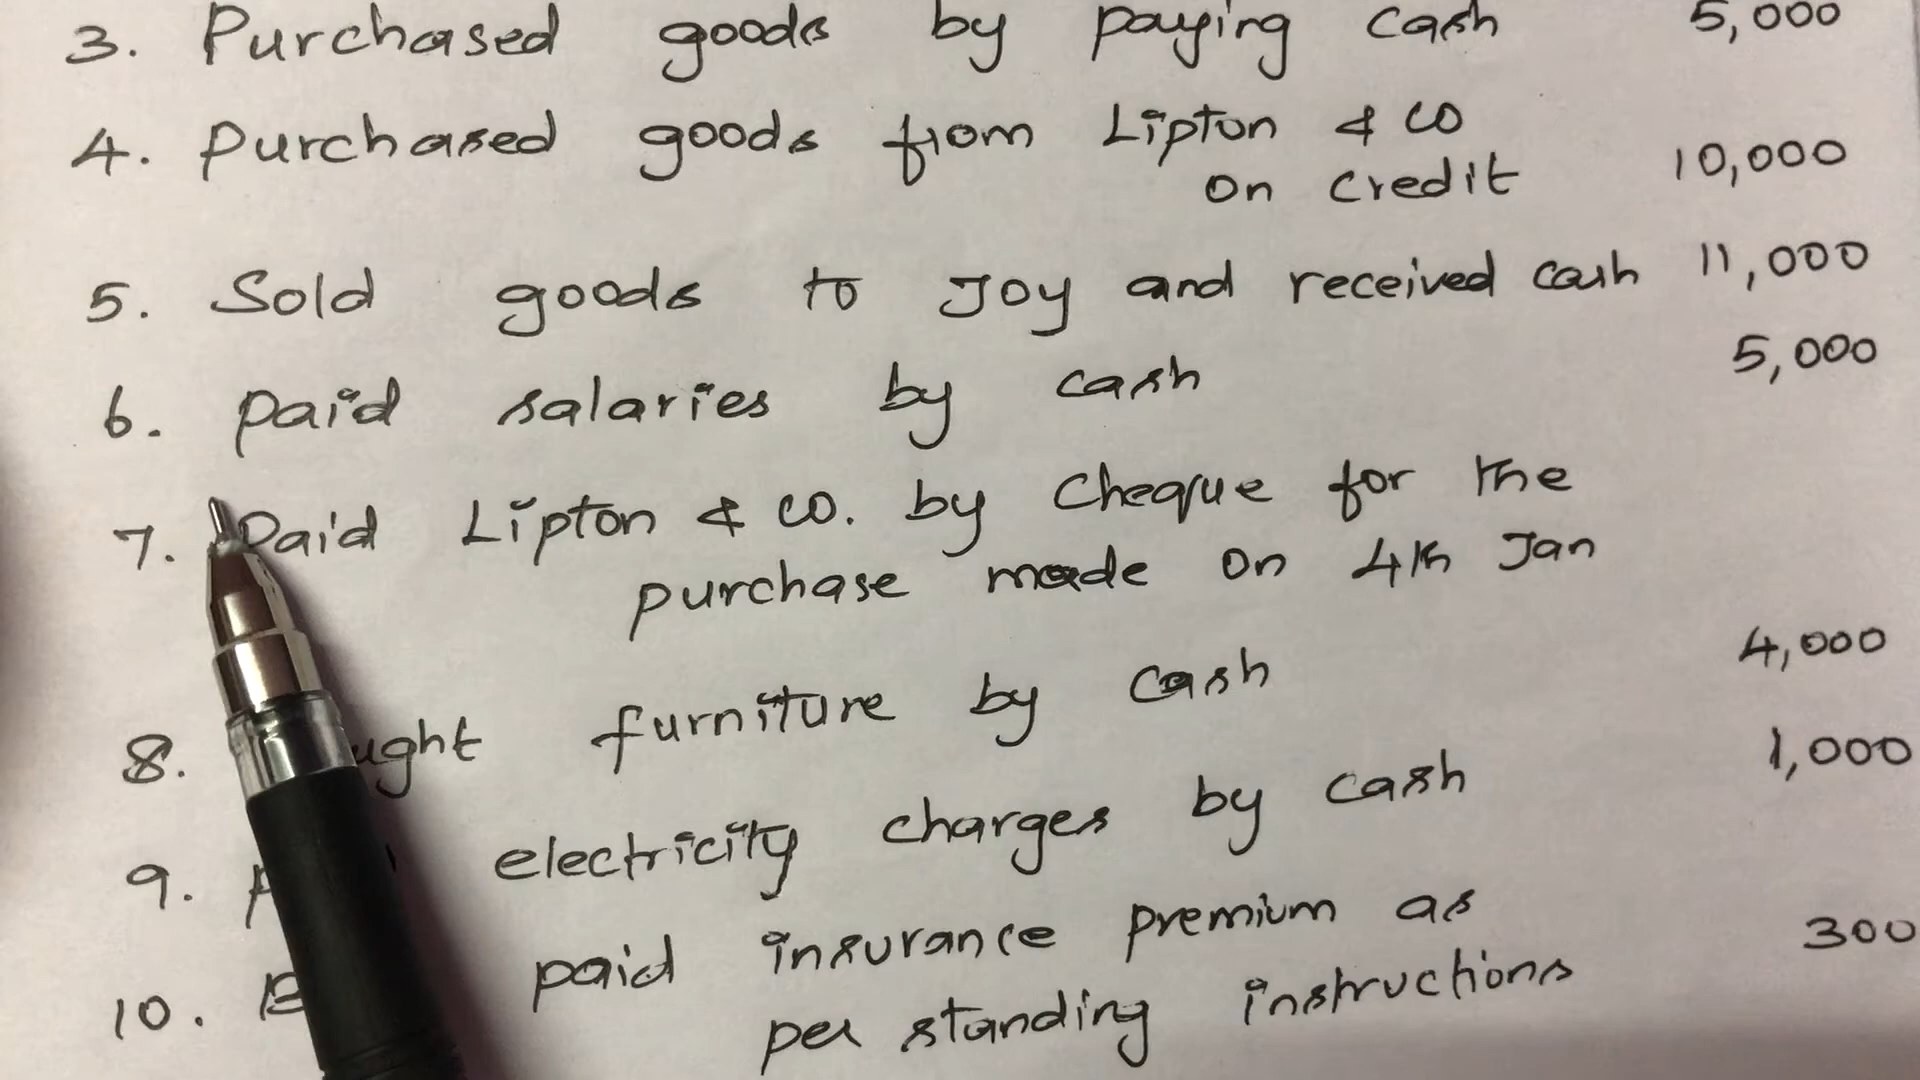 3. Purchased goods by paying cash 5,000
4. Purchased goods from Lipton & co
on credit 10,000
5. Sold goods to Joy and received cash 11,000
6. paid salaries by cash 5,000
7. Paid Lipton & co. by cheque for the
purchase made on 4th Jan
8. furniture by cash 4,000
9. electricity charges by cash 1,000
10. paid insurance premium as
per standing instructions 300